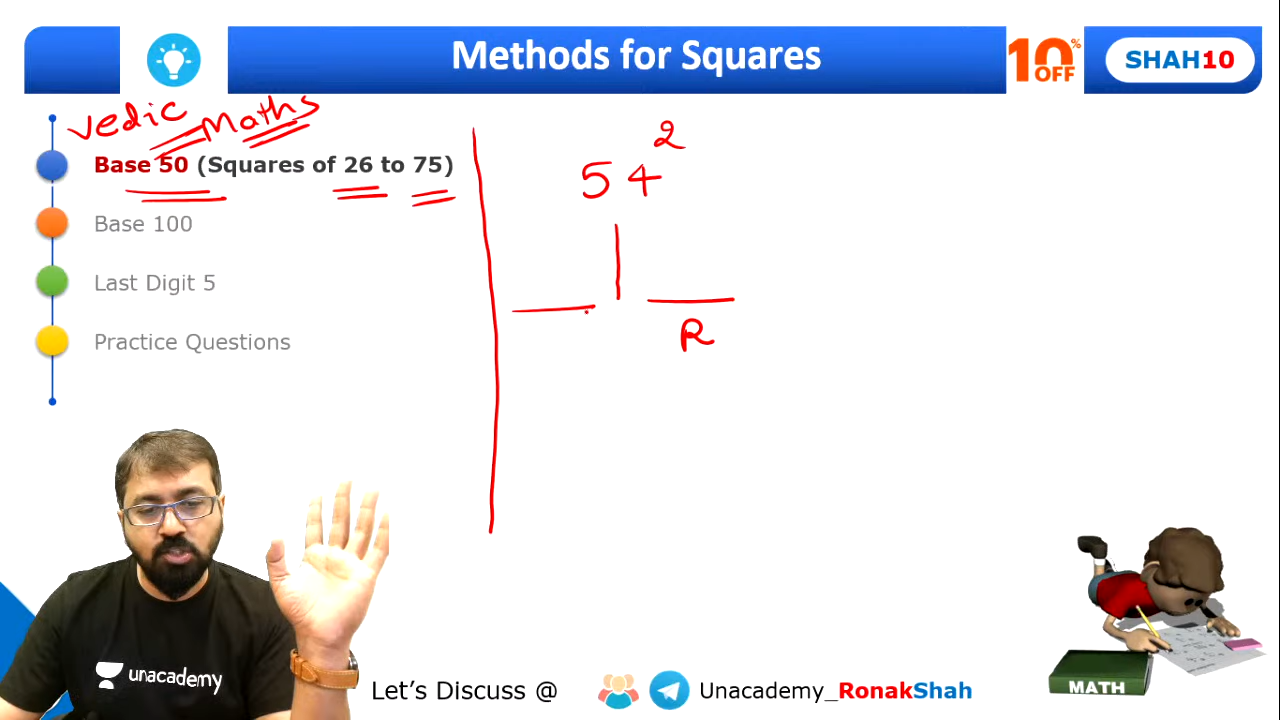 Methods for Squares
10% OFF
SHAH10
Vedic Maths
Base 50 (Squares of 26 to 75)
Base 100
Last Digit 5
Practice Questions
54²
R
unacademy
MATH
Let's Discuss @
Unacademy_RonakShah